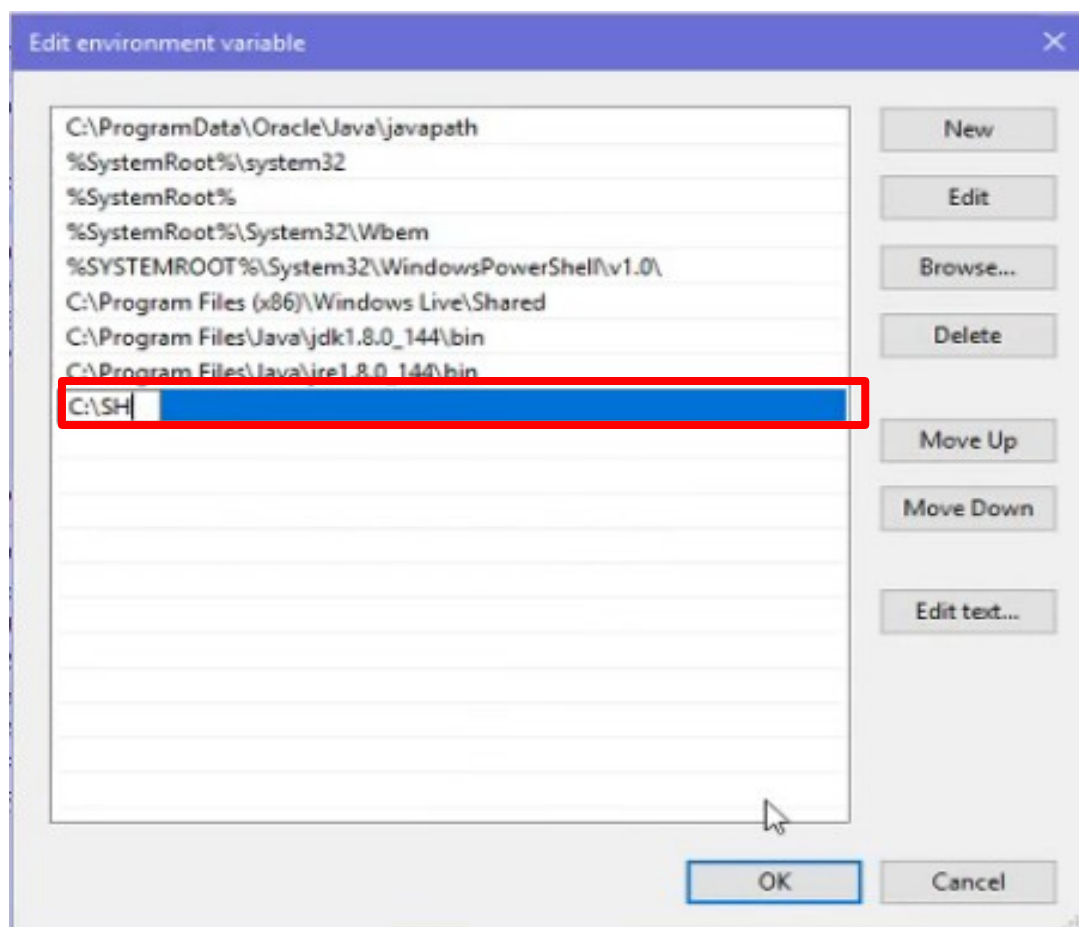 Edit environment variable
C:\ProgramData\Oracle\Java\javapath
%SystemRoot%\system32
%SystemRoot%
%SystemRoot%\System32\Wbem
%SYSTEMROOT%\System32\WindowsPowerShell\v1.0\
C:\Program Files (x86)\Windows Live\Shared
C:\Program Files\Java\jdk1.8.0_144\bin
C:\Program Files\Java\jre1.8.0_144\bin
C:\SH
New
Edit
Browse...
Delete
Move Up
Move Down
Edit text...
OK
Cancel